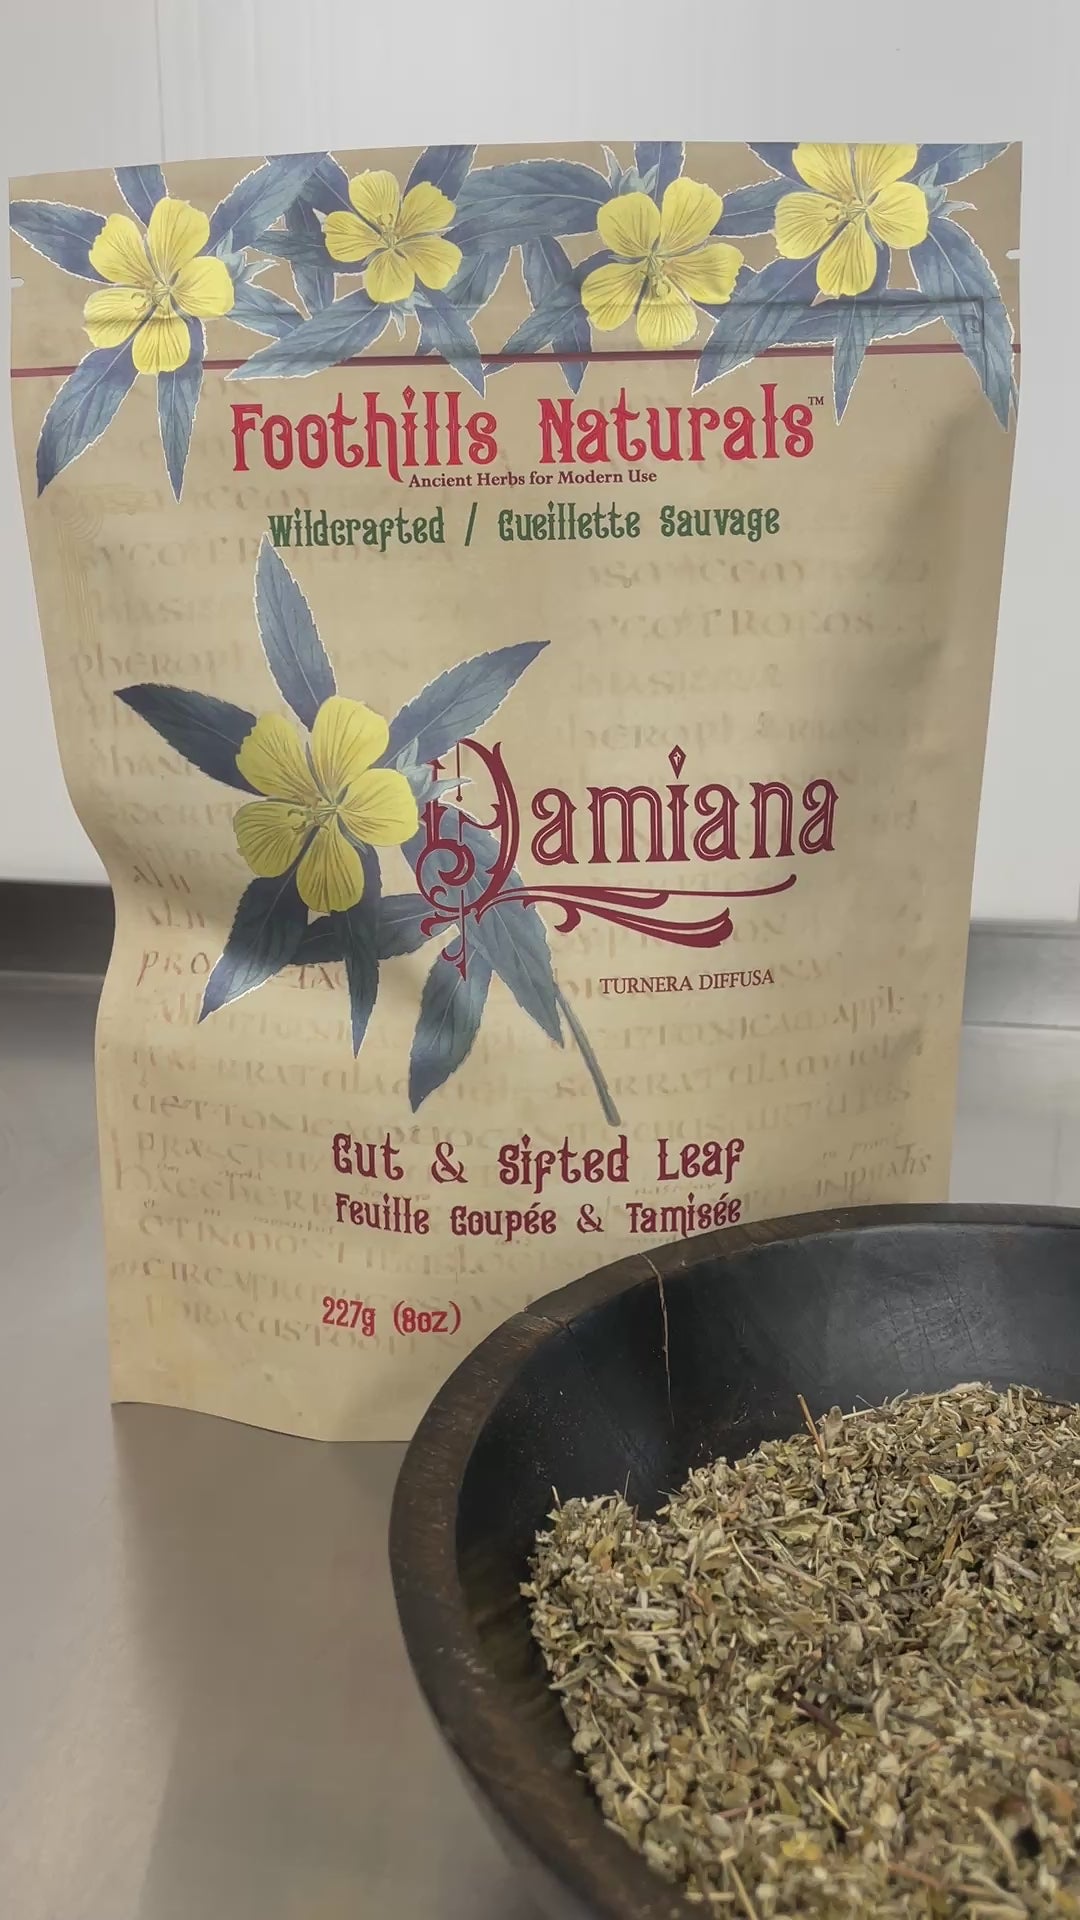 Foothills Naturals™
Ancient Herbs for Modern Use
Wildcrafted / Cueillette Sauvage
Damiana
TURNERA DIFFUSA
Cut & Sifted Leaf
Feuille Coupée & Tamisée
227g (8oz)